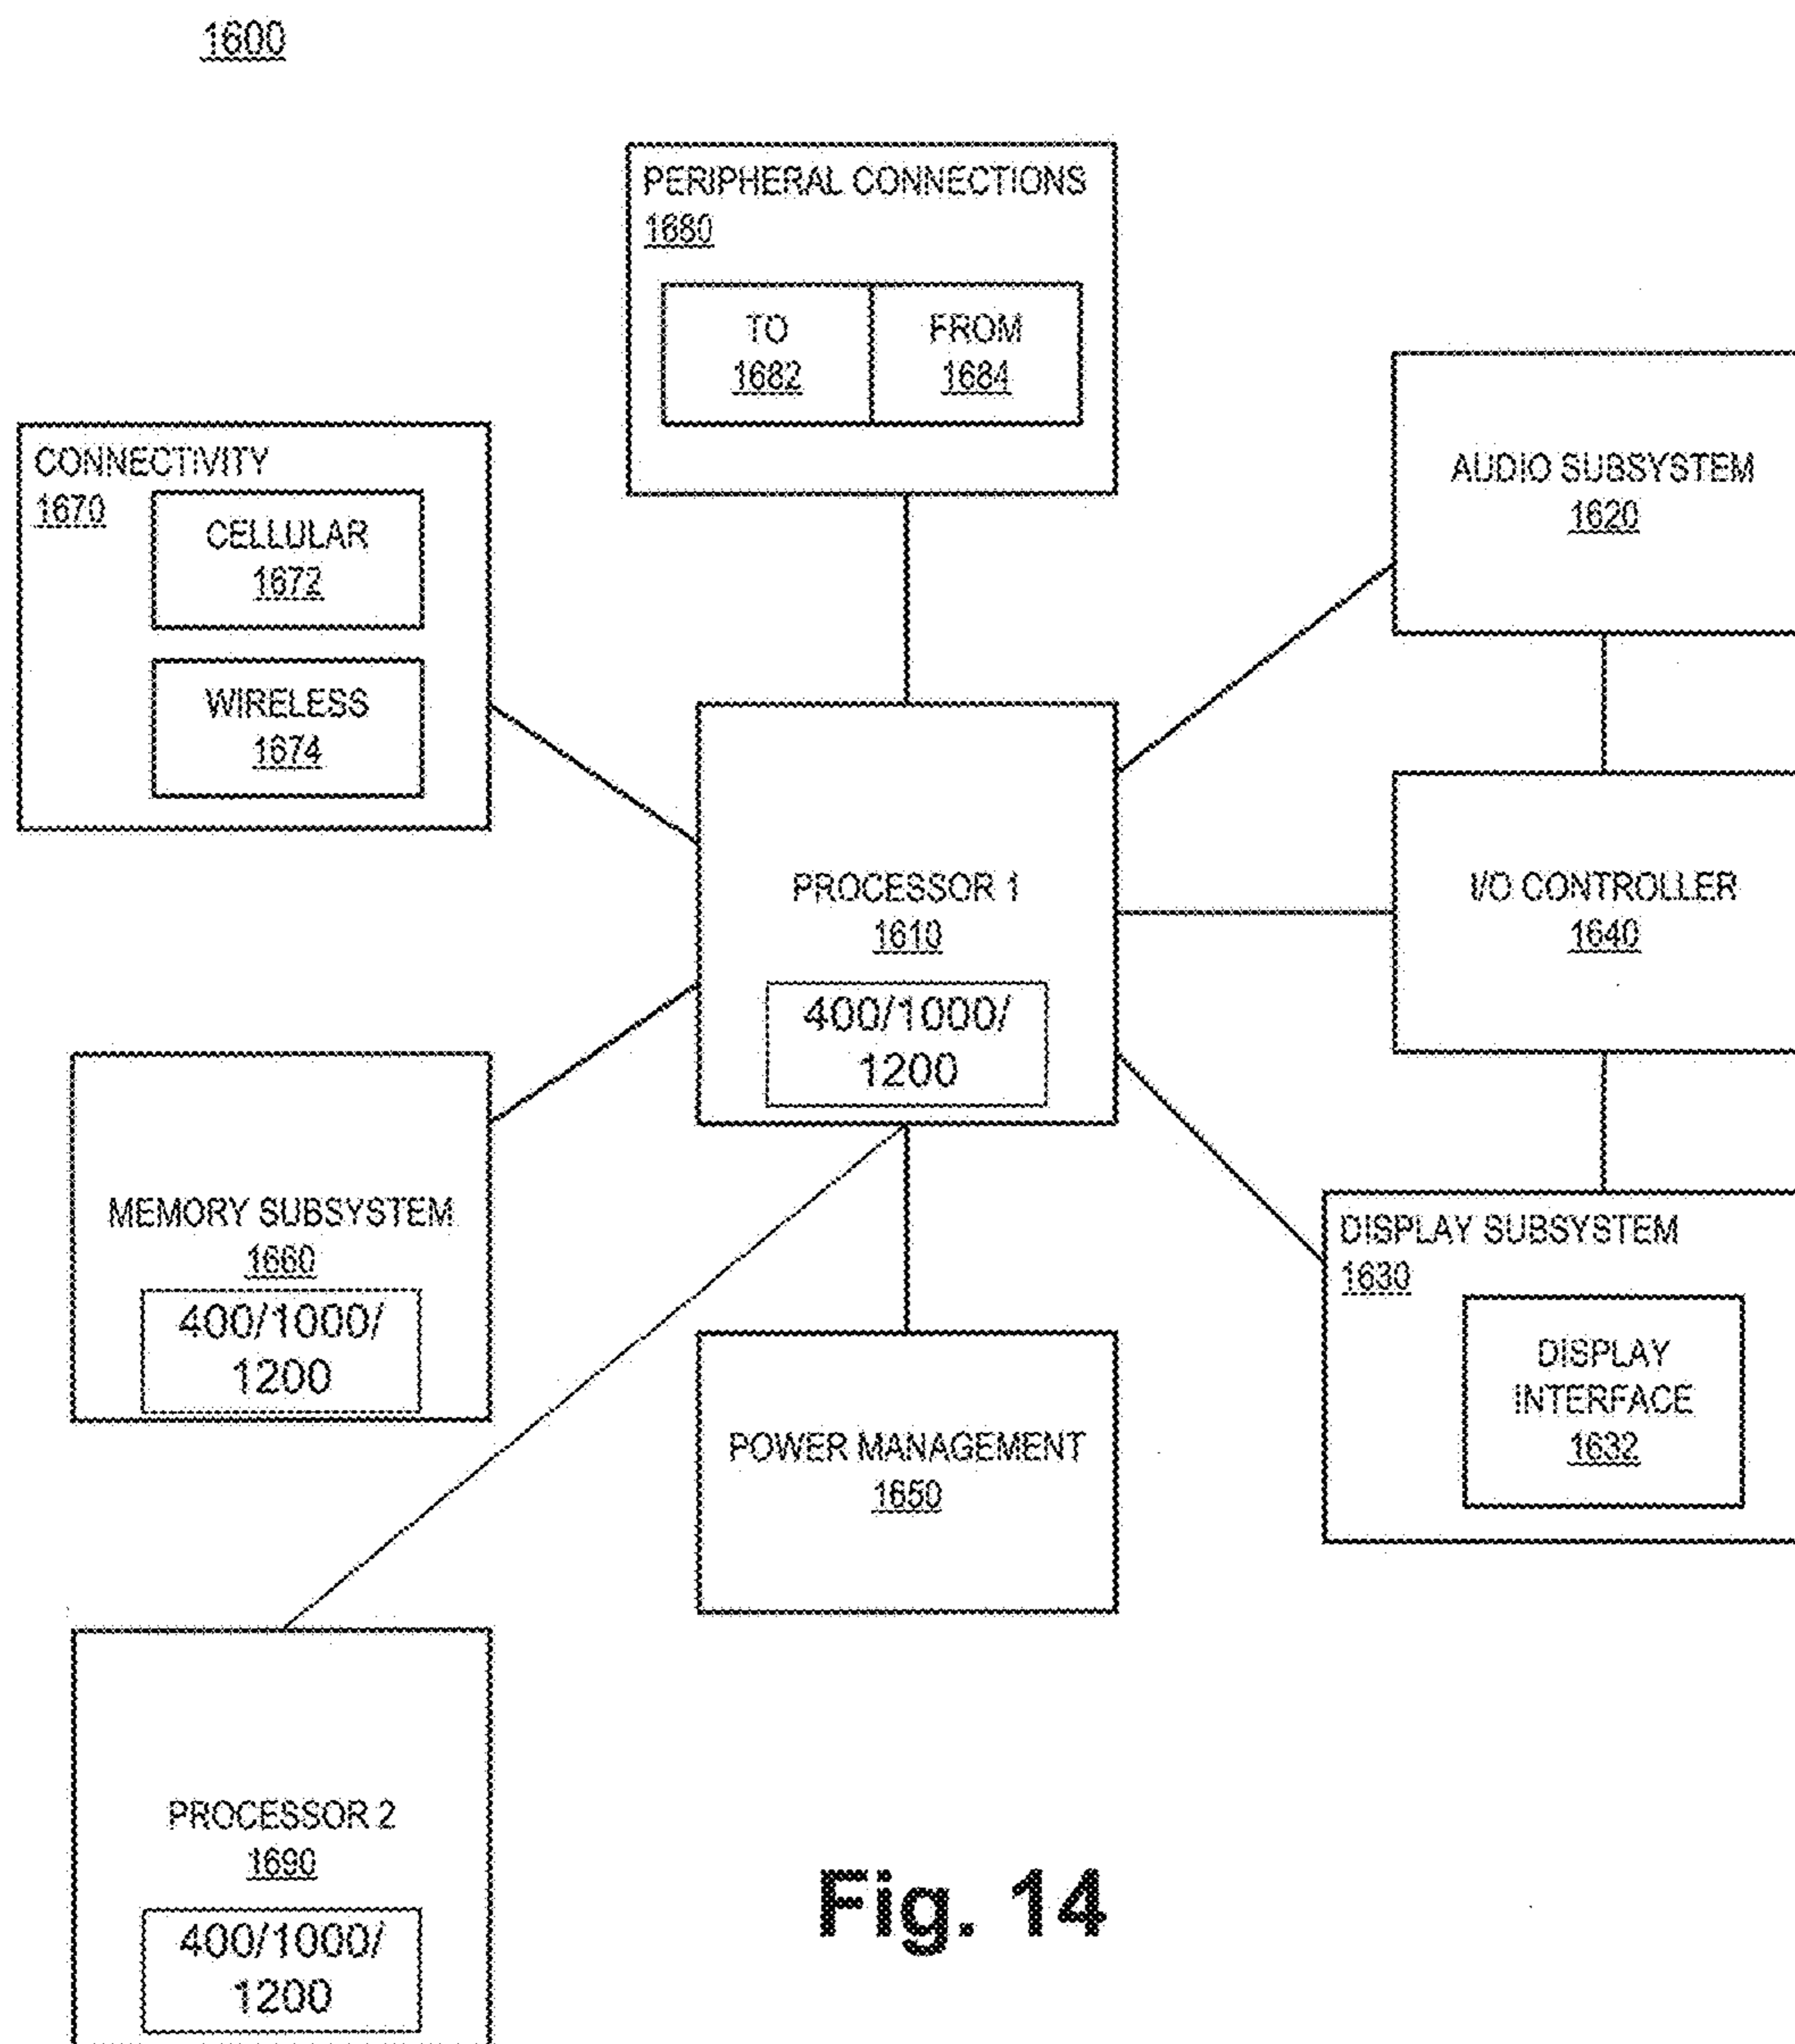 1600
PERIPHERAL CONNECTIONS
1680
TO
1682
FROM
1684
CONNECTIVITY
1670
CELLULAR
1672
WIRELESS
1674
AUDIO SUBSYSTEM
1620
PROCESSOR 1
1610
400/1000/
1200
I/O CONTROLLER
1640
MEMORY SUBSYSTEM
1660
400/1000/
1200
DISPLAY SUBSYSTEM
1630
DISPLAY
INTERFACE
1632
POWER MANAGEMENT
1650
PROCESSOR 2
1690
400/1000/
1200
Fig. 14